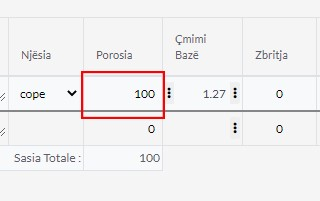 Njësia Porosia Çmimi Bazë Zbritja
cope 100 1.27 0
0 0
Sasia Totale : 100